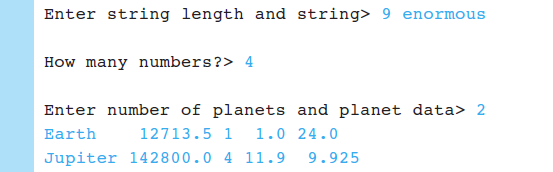 Enter string length and string> 9 enormous
How many numbers?> 4
Enter number of planets and planet data> 2
Earth    12713.5 1  1.0 24.0
Jupiter 142800.0 4 11.9  9.925